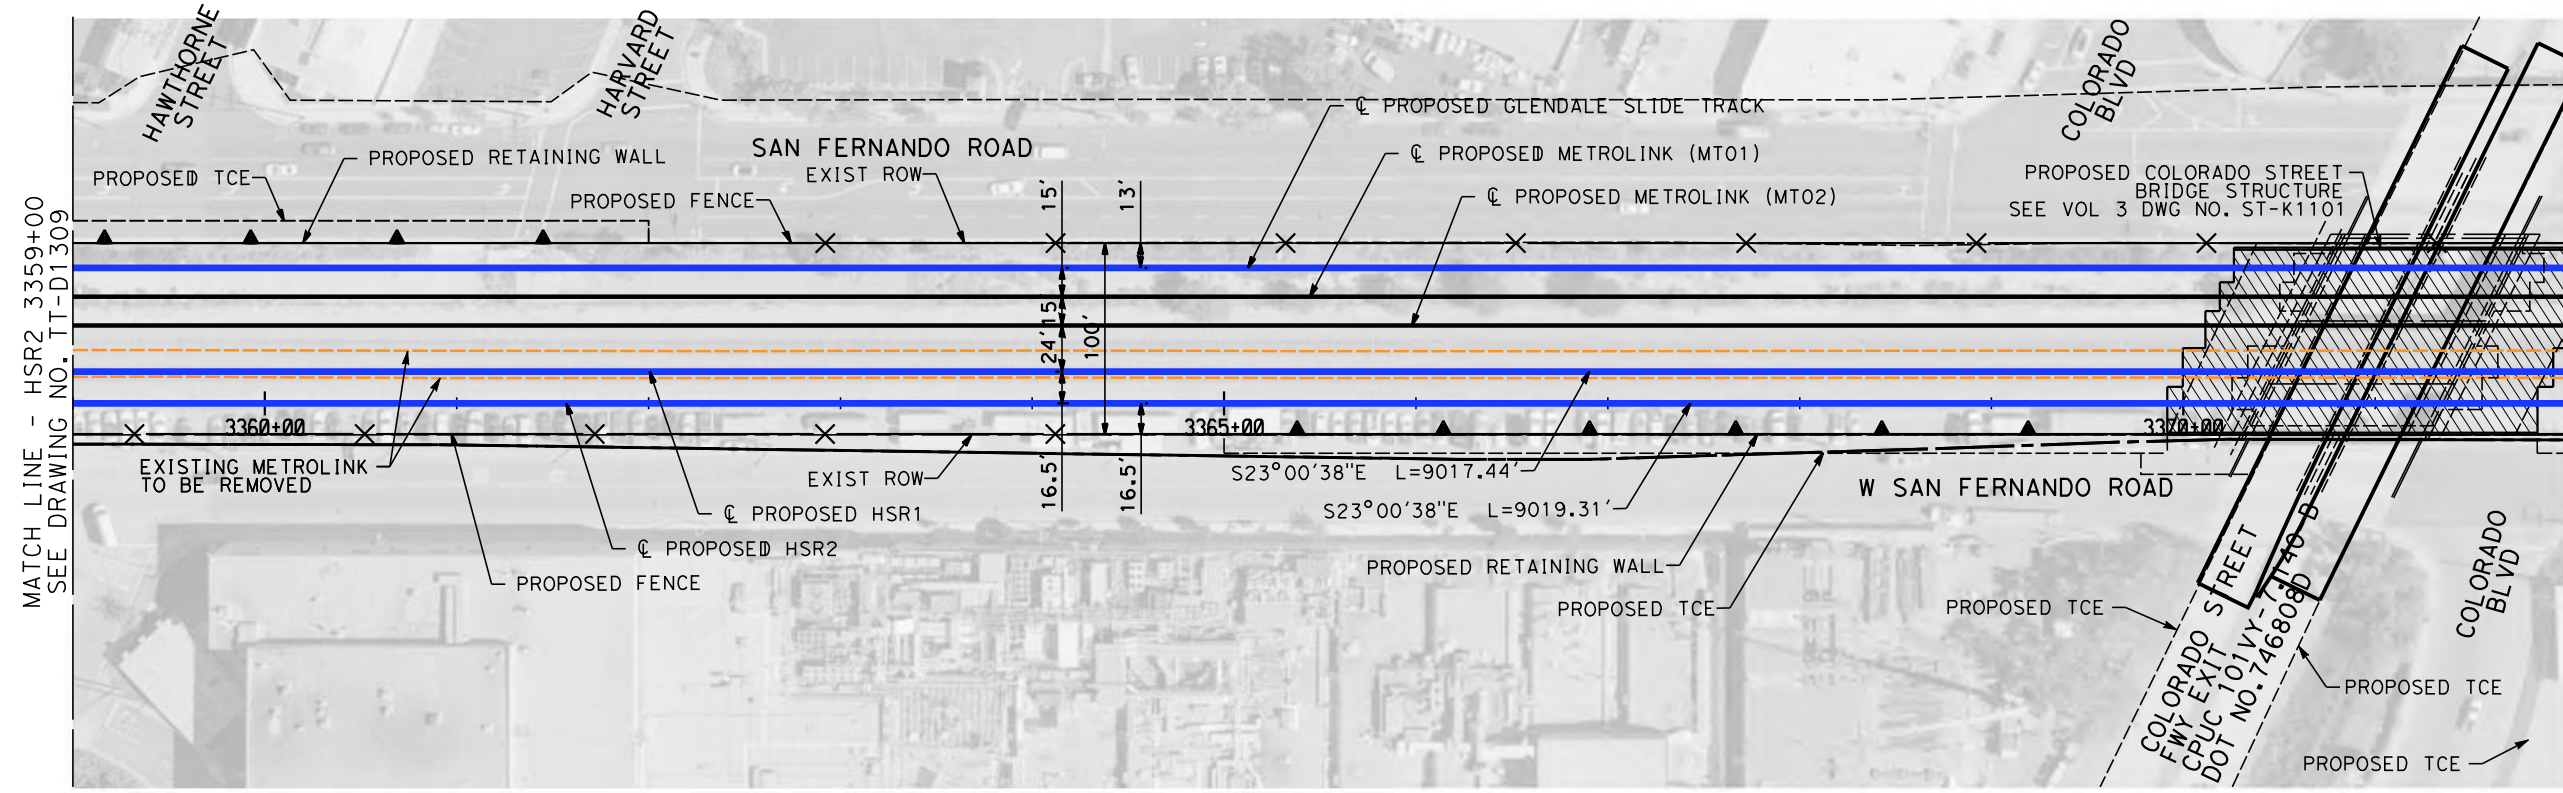 MATCH LINE - HSR2 3359+00
SEE DRAWING NO. TT-D1309
HAWTHORNE
STREET
HARVARD
STREET
COLORADO
BLVD
℄ PROPOSED GLENDALE SLIDE TRACK
SAN FERNANDO ROAD
PROPOSED RETAINING WALL
℄ PROPOSED METROLINK (MT01)
PROPOSED TCE
EXIST ROW
PROPOSED FENCE
15'
13'
℄ PROPOSED METROLINK (MT02)
PROPOSED COLORADO STREET
BRIDGE STRUCTURE
SEE VOL 3 DWG NO. ST-K1101
15'
24'
100'
3360+00
3365+00
3370+00
EXISTING METROLINK
TO BE REMOVED
EXIST ROW
16.5'
16.5'
S23°00'38"E L=9017.44'
S23°00'38"E L=9019.31'
W SAN FERNANDO ROAD
℄ PROPOSED HSR1
℄ PROPOSED HSR2
PROPOSED FENCE
PROPOSED RETAINING WALL
PROPOSED TCE
PROPOSED TCE
COLORADO STREET
FWY EXIT
CPUC 101VY-7.740-B
DOT NO.746808D
COLORADO
BLVD
PROPOSED TCE
PROPOSED TCE